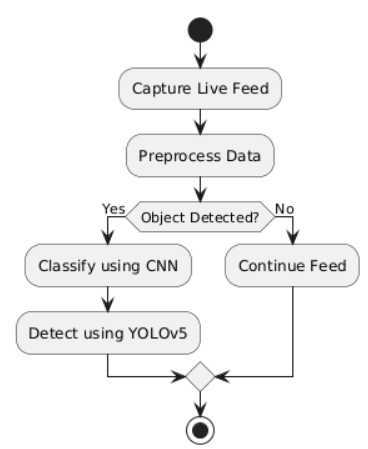 Capture Live Feed
Preprocess Data
Yes
Object Detected?
No
Classify using CNN
Continue Feed
Detect using YOLOv5